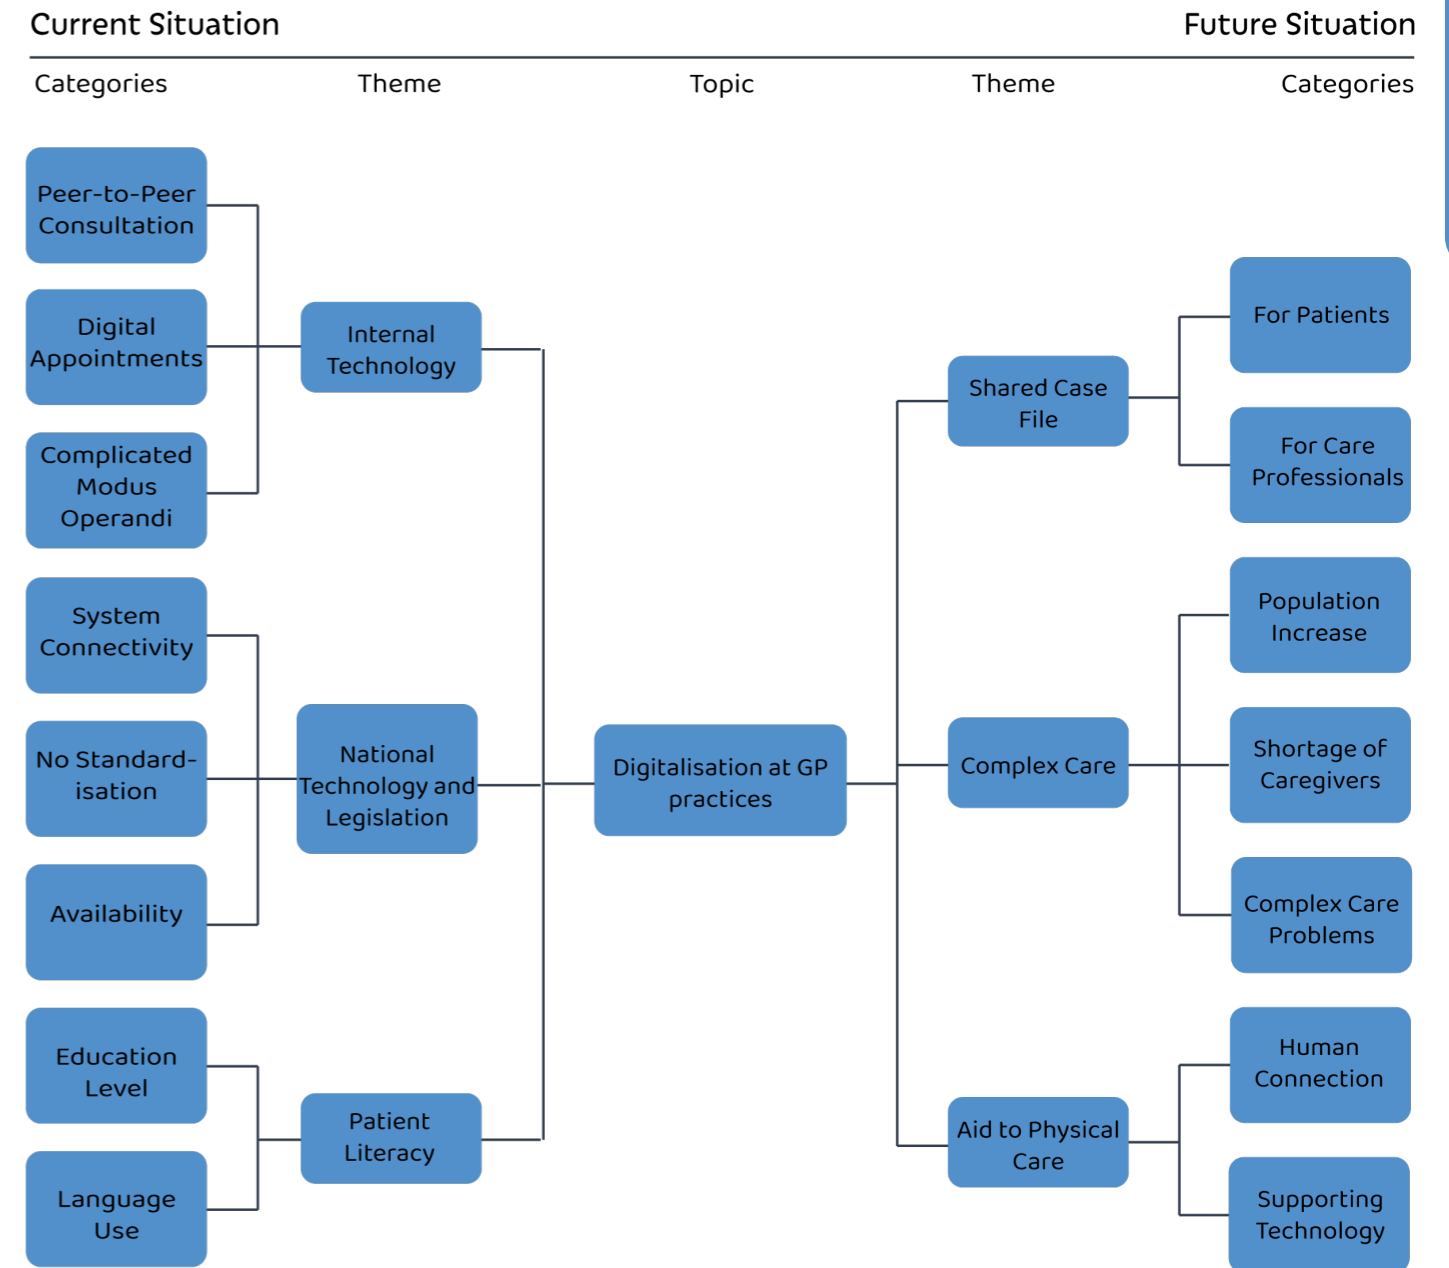 Current Situation
Future Situation
Categories
Theme
Topic
Theme
Categories
Peer-to-Peer
Consultation
Digital
Appointments
Complicated
Modus
Operandi
Internal
Technology
System
Connectivity
No Standard-
isation
Availability
National
Technology and
Legislation
Education
Level
Language
Use
Patient
Literacy
Digitalisation at GP
practices
Shared Case
File
For Patients
For Care
Professionals
Complex Care
Population
Increase
Shortage of
Caregivers
Complex Care
Problems
Aid to Physical
Care
Human
Connection
Supporting
Technology